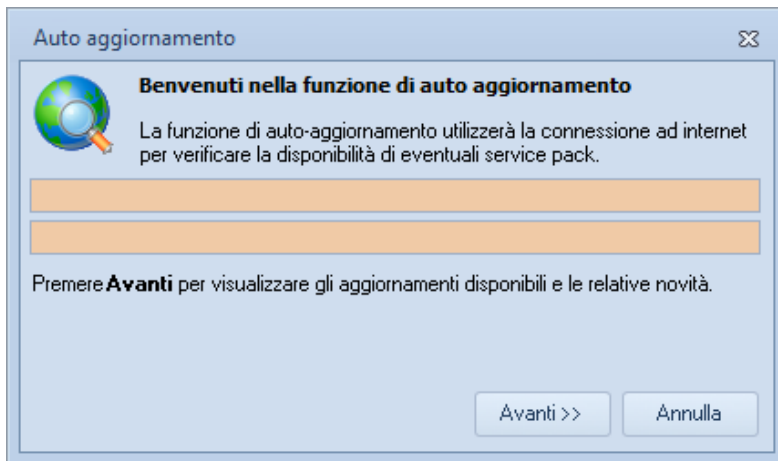 Auto aggiornamento
Benvenuti nella funzione di auto aggiornamento
La funzione di auto-aggiornamento utilizzerà la connessione ad internet
per verificare la disponibilità di eventuali service pack.
Premere Avanti per visualizzare gli aggiornamenti disponibili e le relative novità.
Avanti >> Annulla